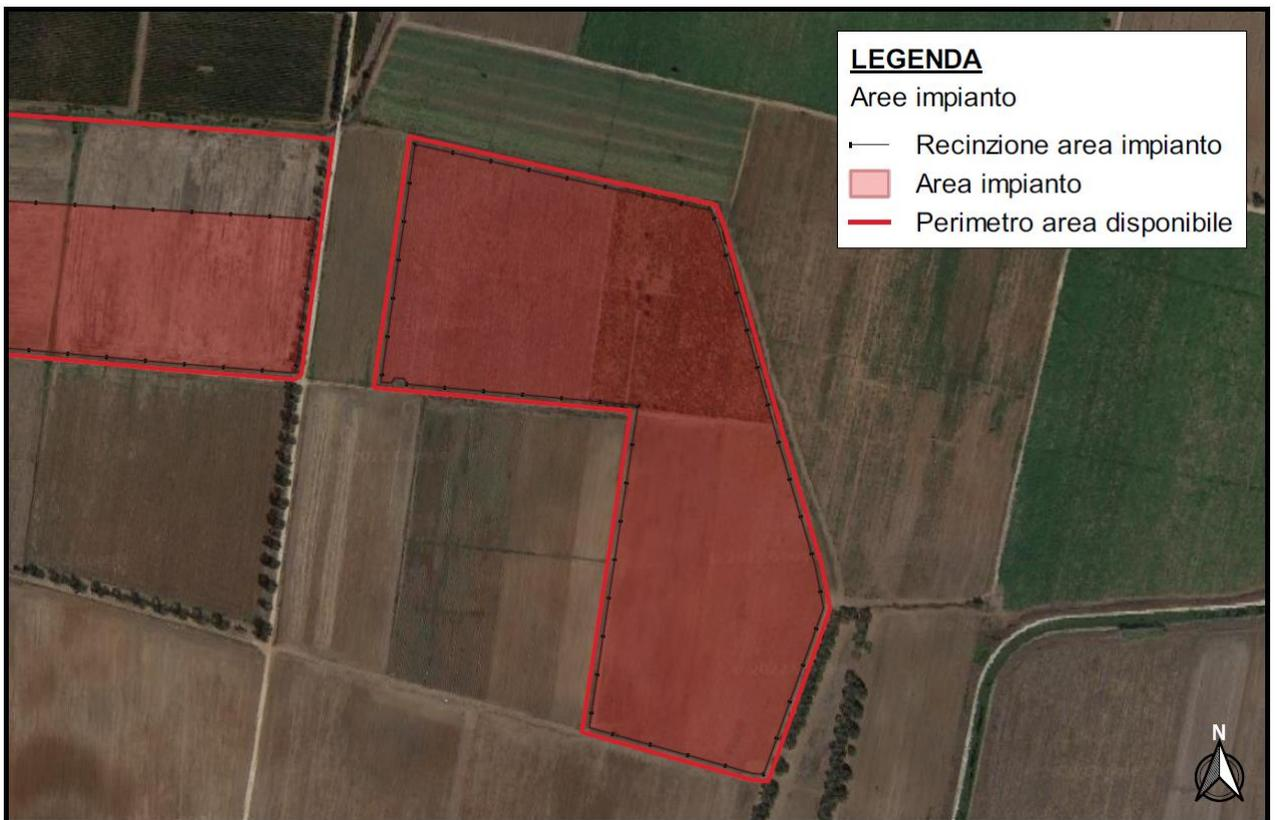 LEGENDA
Aree impianto
Recinzione area impianto
Area impianto
Perimetro area disponibile
N